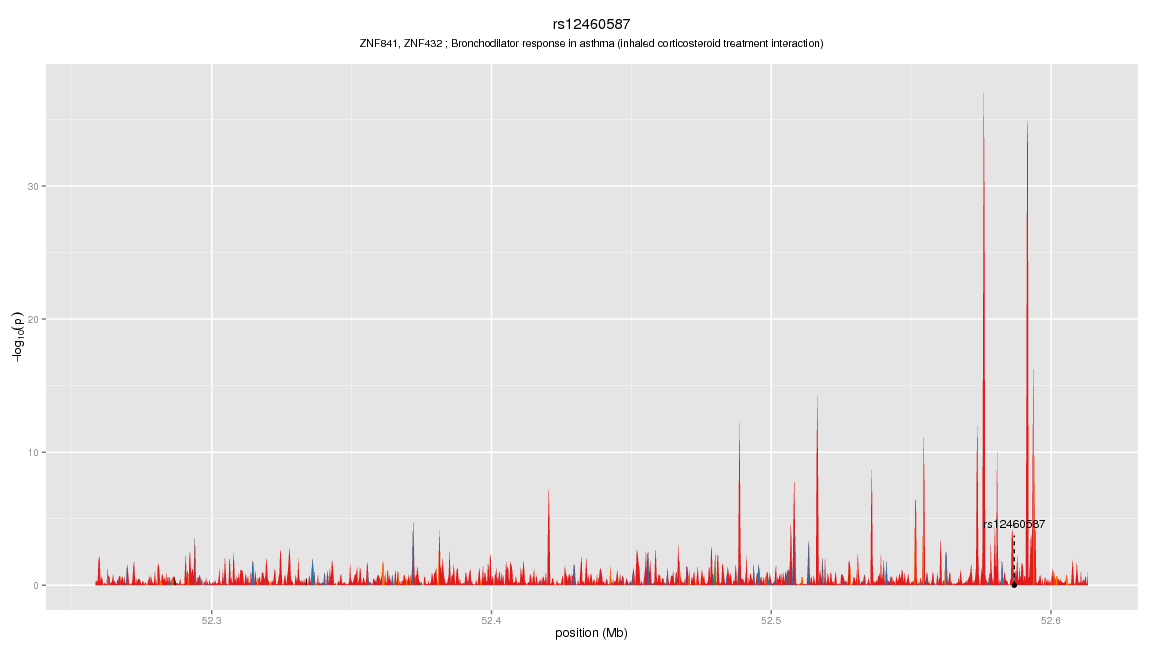 rs12460587
ZNF841, ZNF432 ; Bronchodilator response in asthma (inhaled corticosteroid treatment interaction)
30
20
10
0
−log10(p)
rs12460587
52.3 52.4 52.5 52.6
position (Mb)